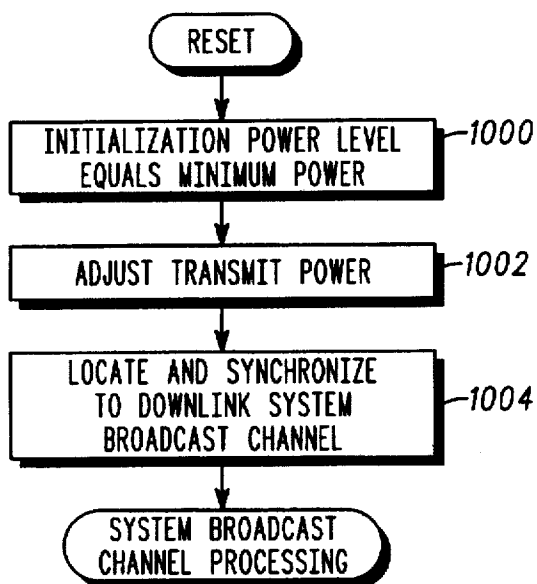 RESET
INITIALIZATION POWER LEVEL
EQUALS MINIMUM POWER
1000
ADJUST TRANSMIT POWER
1002
LOCATE AND SYNCHRONIZE
TO DOWNLINK SYSTEM
BROADCAST CHANNEL
1004
SYSTEM BROADCAST
CHANNEL PROCESSING